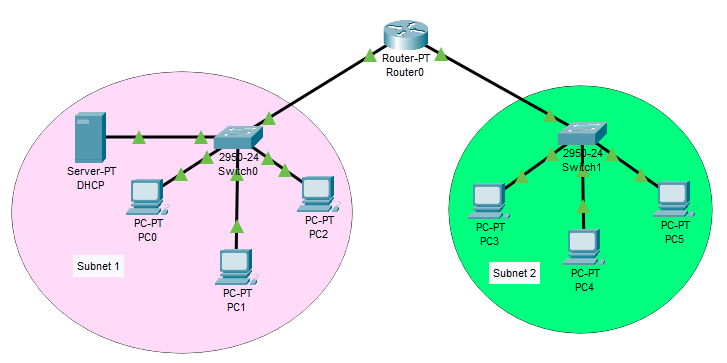 Router-PT
Router0
Server-PT
DHCP
2950-24
Switch0
PC-PT
PC0
PC-PT
PC1
PC-PT
PC2
Subnet 1
2950-24
Switch1
PC-PT
PC3
PC-PT
PC4
PC-PT
PC5
Subnet 2